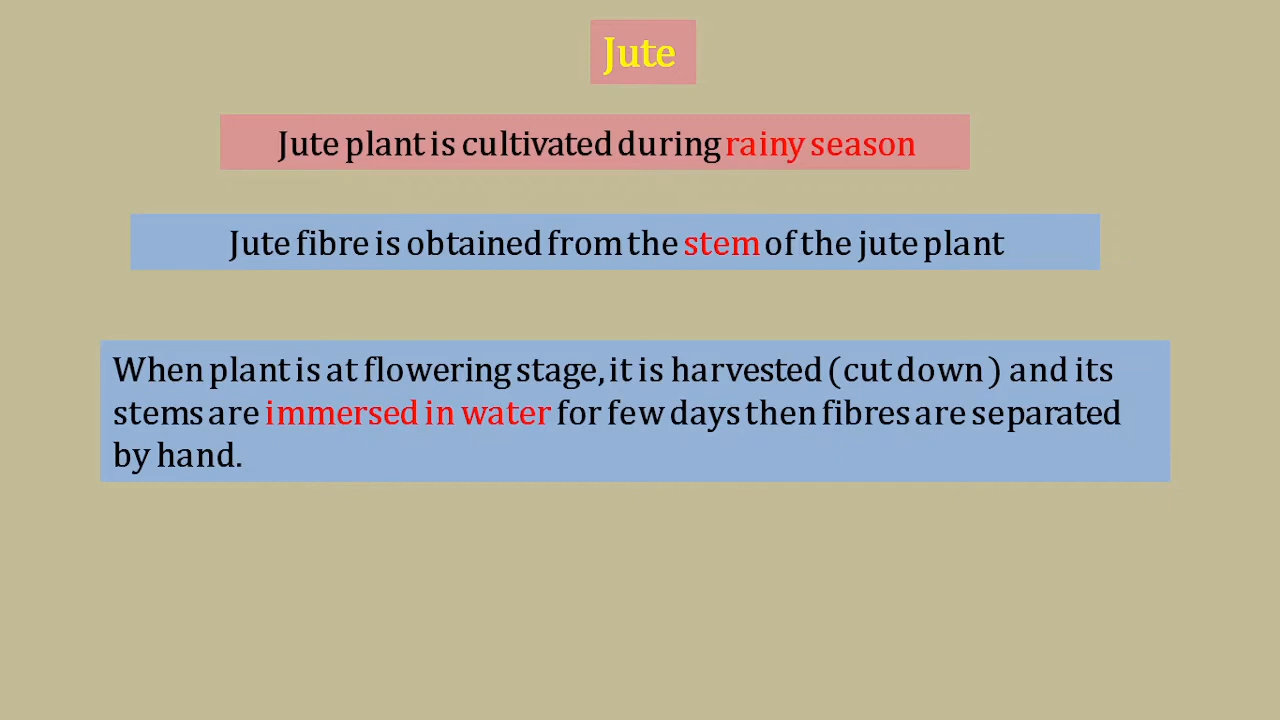 Jute
Jute plant is cultivated during rainy season
Jute fibre is obtained from the stem of the jute plant
When plant is at flowering stage, it is harvested (cut down ) and its
stems are immersed in water for few days then fibres are separated
by hand.